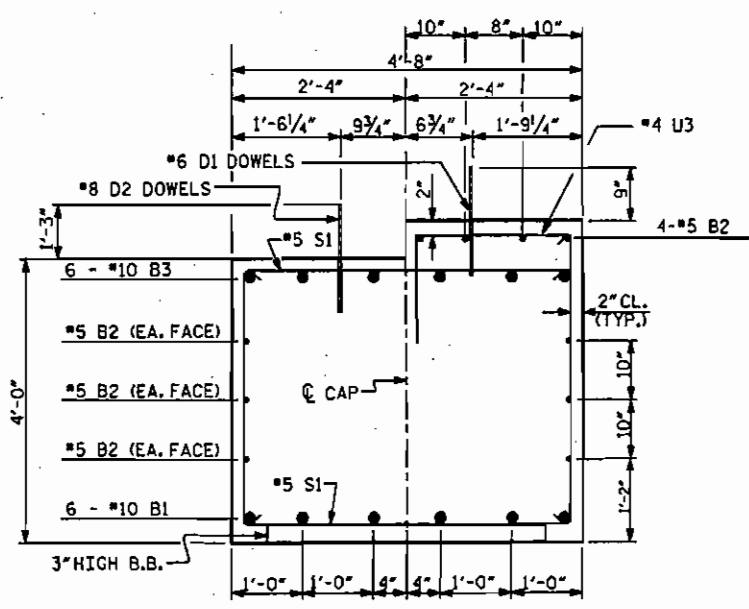 10" 8" 10"
4'-8"
2'-4" 2'-4"
1'-6¼" 9¾" 6¾" 1'-9¼"
#4 U3
#6 D1 DOWELS
#8 D2 DOWELS
2"
9"
1'-3"
#5 S1
4-#5 B2
6 - #10 B3
2" CL.
(TYP.)
#5 B2 (EA. FACE)
10"
#5 B2 (EA. FACE)
℄ CAP
4'-0"
10"
#5 B2 (EA. FACE)
#5 S1
1'-2"
6 - #10 B1
3" HIGH B.B.
1'-0" 1'-0" 4" 4" 1'-0" 1'-0"